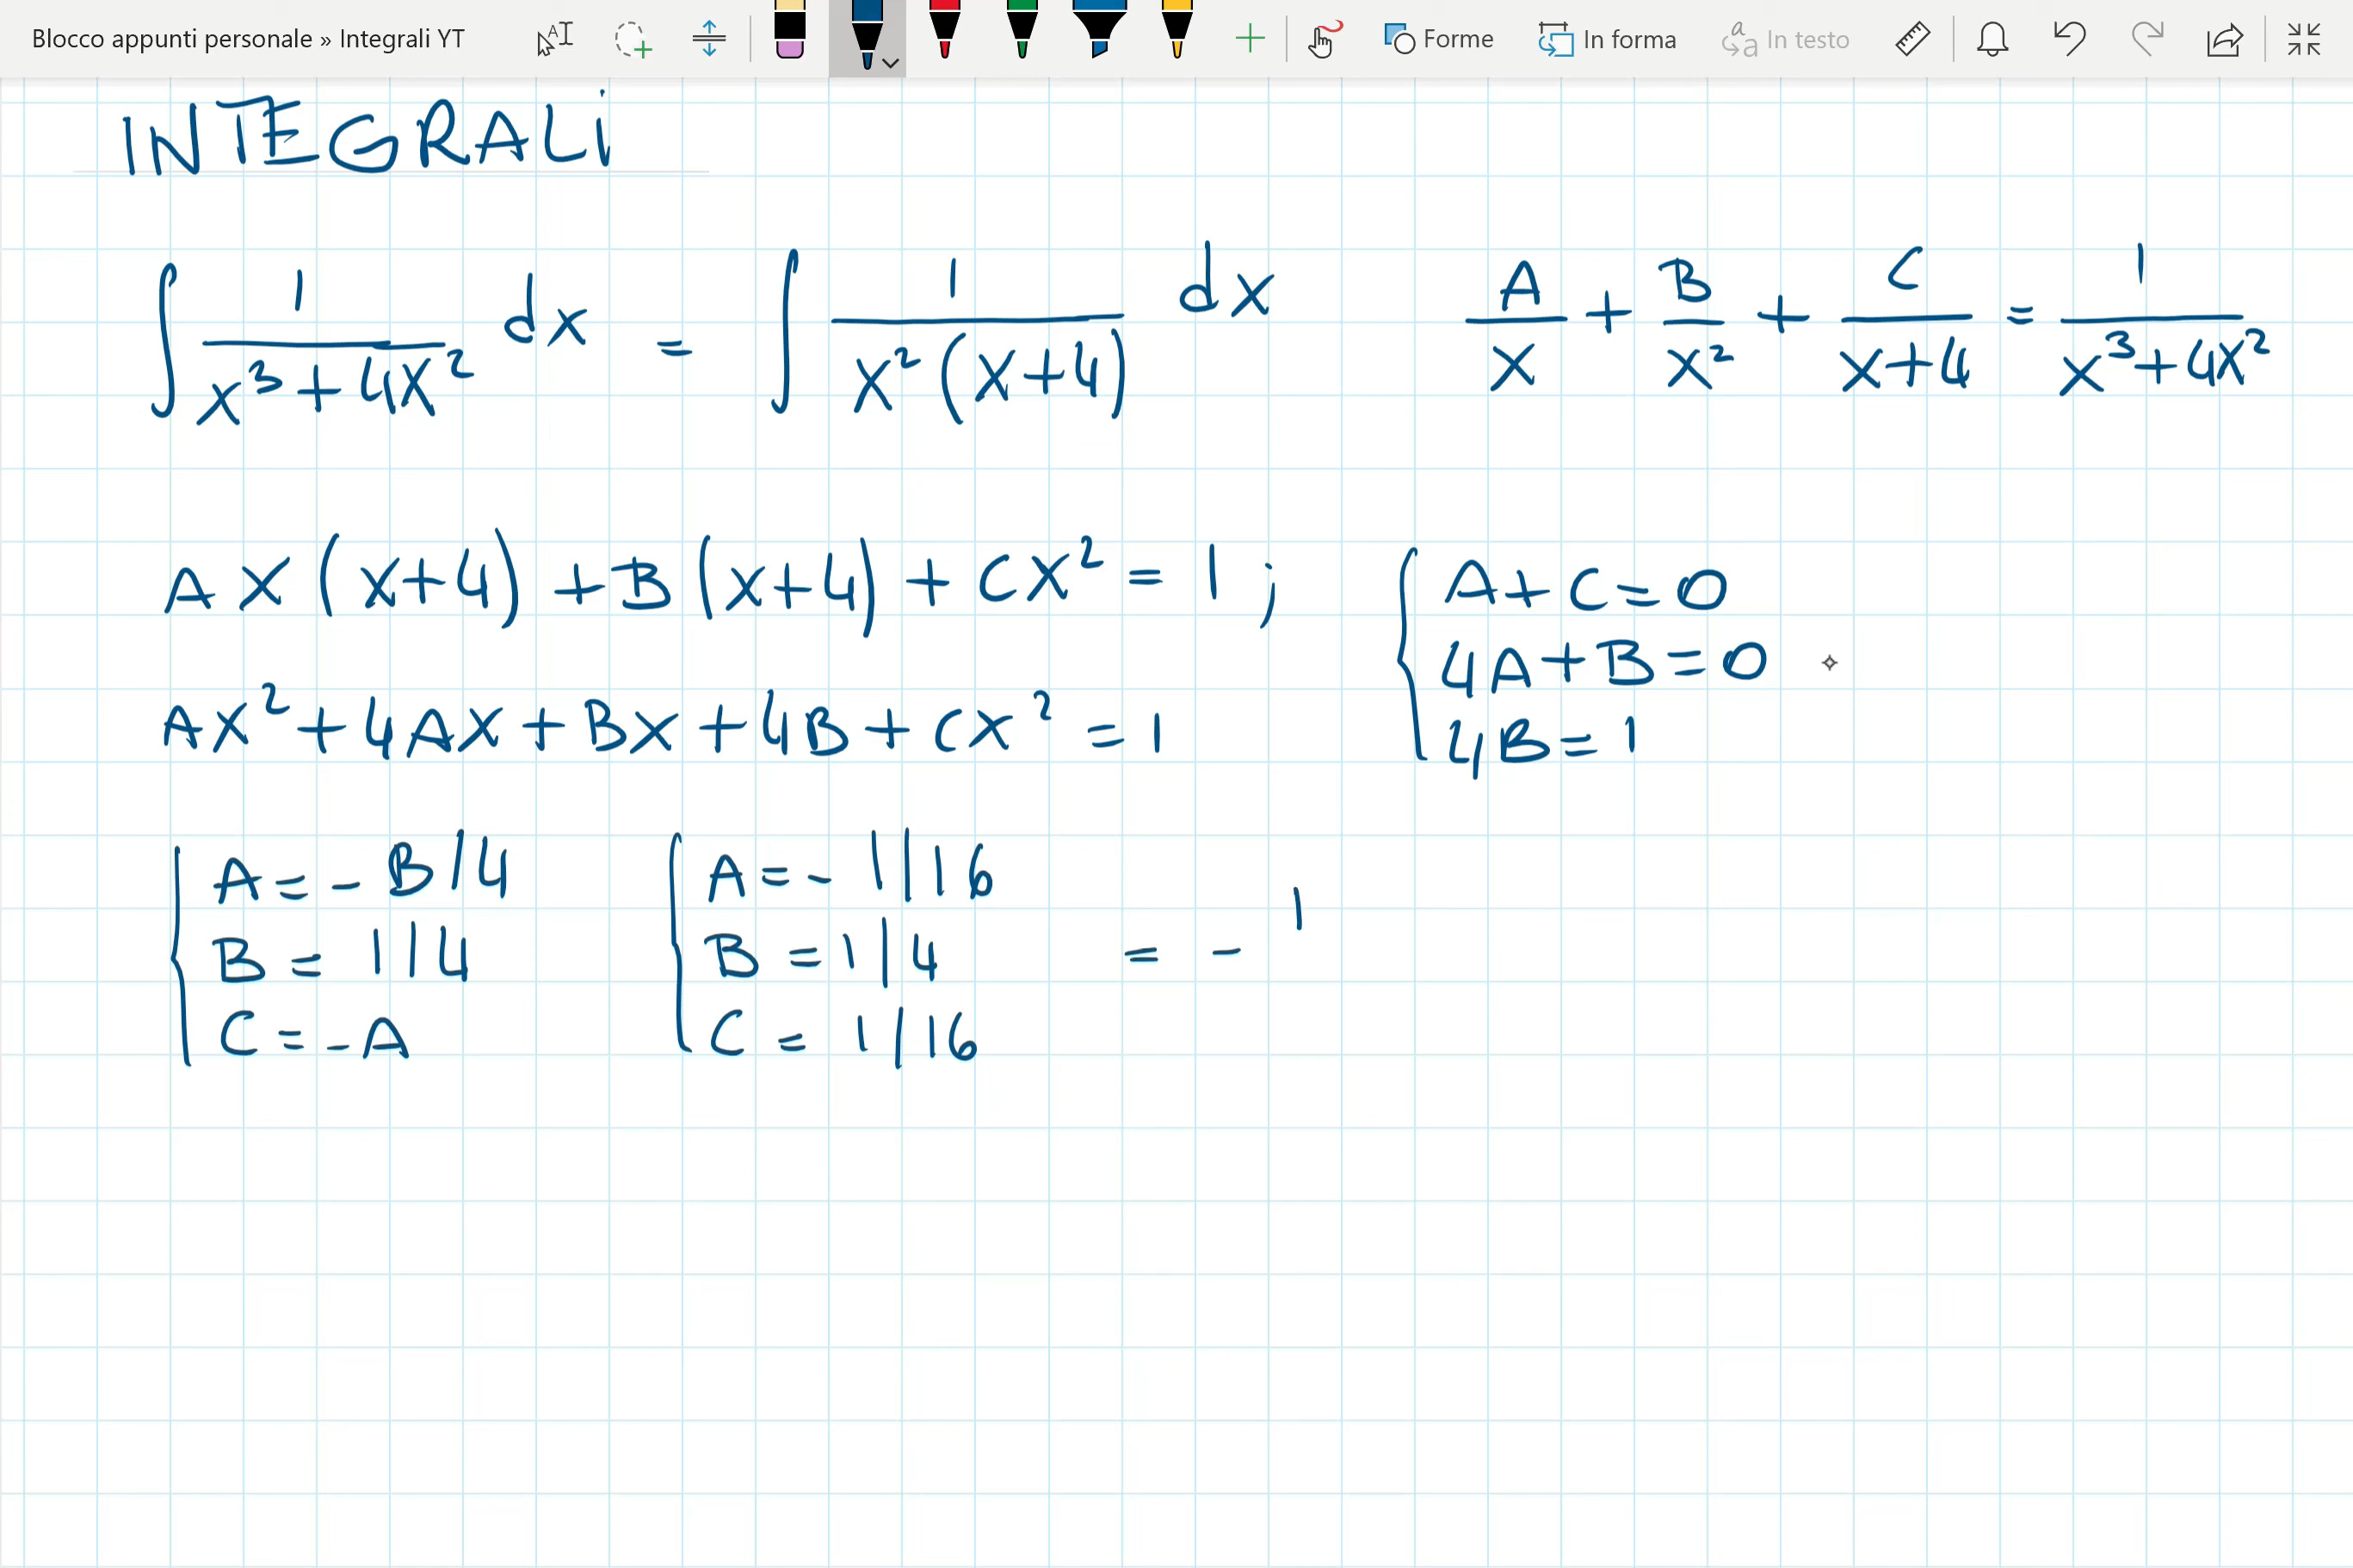 Blocco appunti personale » Integrali YT Forme In forma In testo
INTEGRALi
∫ 1/(x³+4x²) dx = ∫ 1/(x²(x+4)) dx A/x + B/x² + C/(x+4) = 1/(x³+4x²)
Ax(x+4)+B(x+4)+Cx²=1;
Ax²+4Ax+Bx+4B+Cx²=1
A+C=0
4A+B=0
4B=1
A=-B/4
B=1/4
C=-A
A=-1/16
B=1/4
C=1/16
= - 1